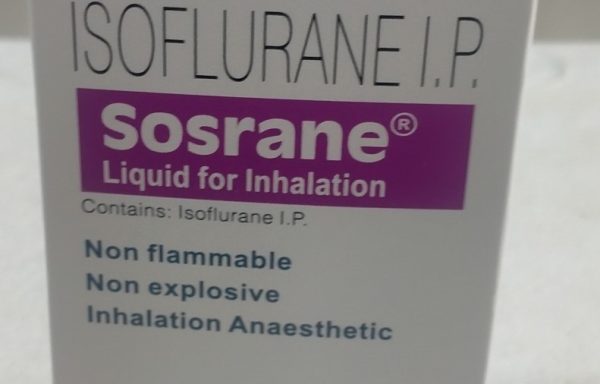 ISOFLURANE I.P.
Sosrane®
Liquid for Inhalation
Contains: Isoflurane I.P.
Non flammable
Non explosive
Inhalation Anaesthetic